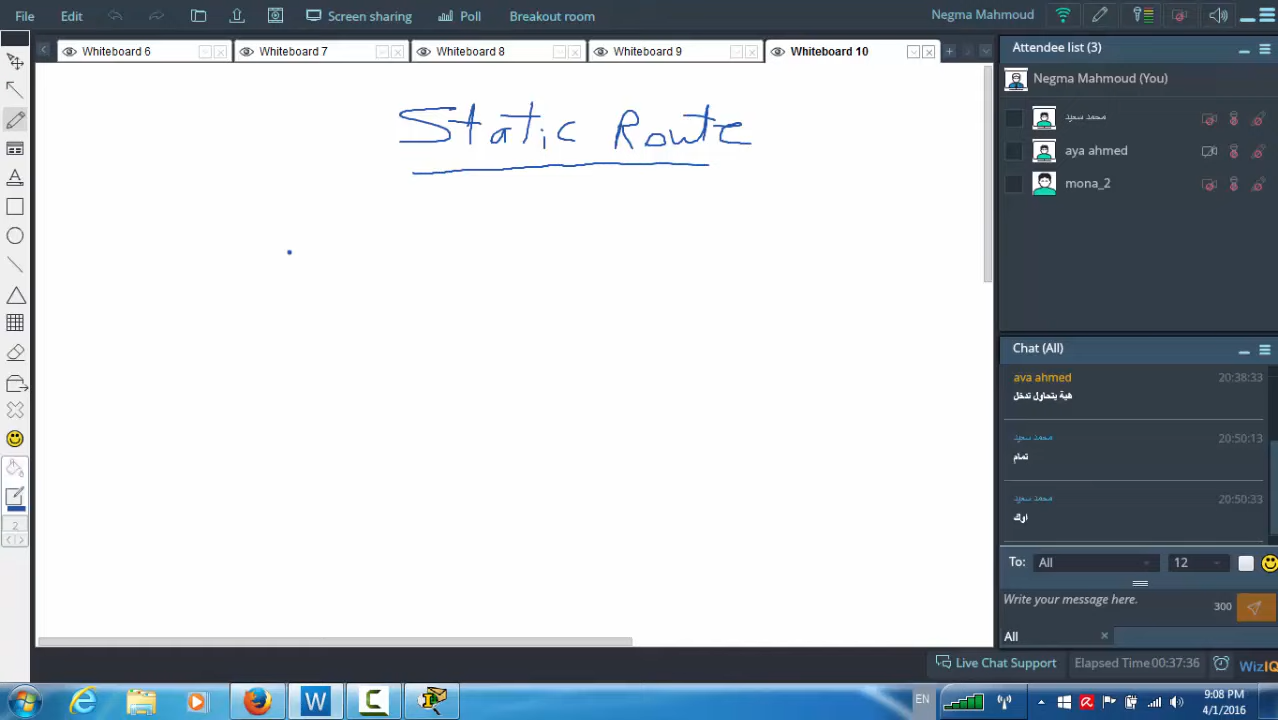 File Edit Screen sharing Poll Breakout room Negma Mahmoud
Whiteboard 6 Whiteboard 7 Whiteboard 8 Whiteboard 9 Whiteboard 10
Static Route
2
Attendee list (3)
Negma Mahmoud (You)
محمد سعيد
aya ahmed
mona_2
Chat (All)
aya ahmed 20:38:33
هية بتحاول تدخل
محمد سعيد 20:50:13
تمام
محمد سعيد 20:50:33
اوك
To: All 12
Write your message here. 300
All
Live Chat Support Elapsed Time 00:37:36 WizIQ
W C EN 9:08 PM
4/1/2016